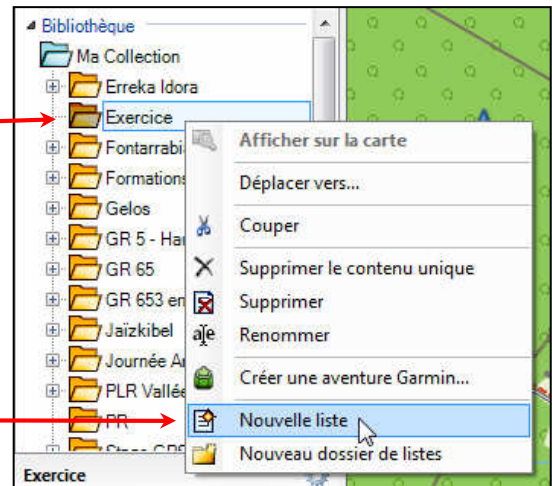 Bibliothèque
Ma Collection
Erreka Idora
Exercice
Afficher sur la carte
Déplacer vers...
Couper
Supprimer le contenu unique
Supprimer
Renommer
Créer une aventure Garmin...
Nouvelle liste
Nouveau dossier de listes
Fontarrabi
Formations
Gelos
GR 5 - Ha
GR 65
GR 653 en
Jaïzkibel
Journée A
PLR Vallée
PR
Stage GPS
Exercice